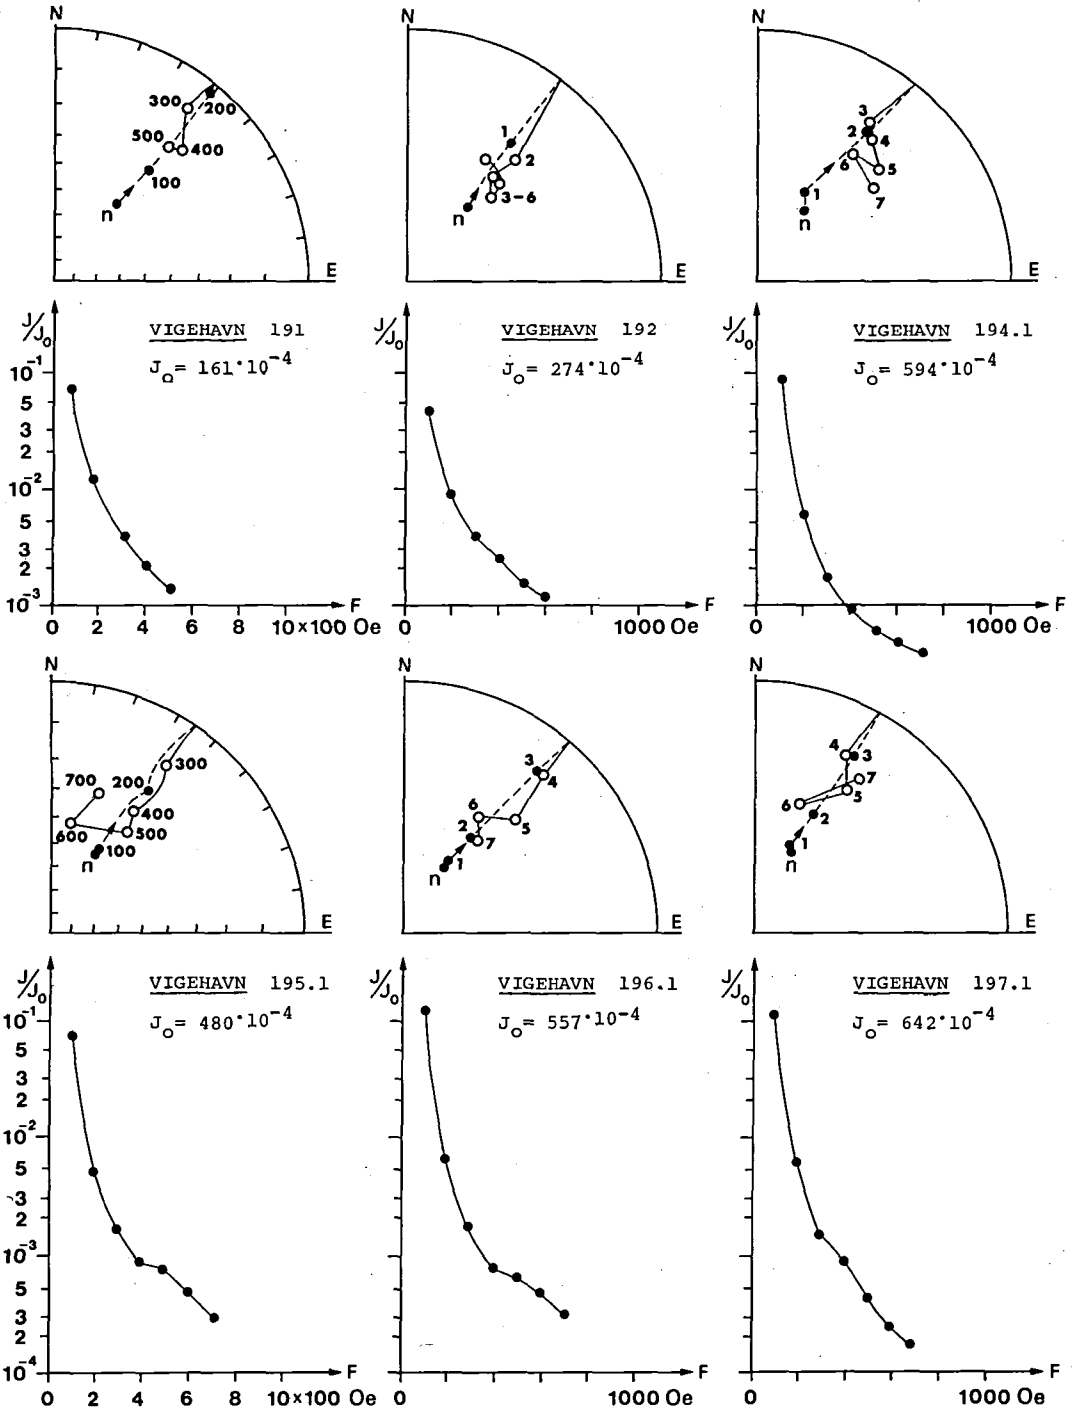 N
300
200
500
400
100
n
E
N
1
2
3-6
n
E
N
3
2
4
6
5
7
1
n
E
J/J₀
VIGEHAVN 191
J₀= 161·10⁻⁴
10⁻¹
5
3
2
10⁻²
5
3
2
10⁻³
0 2 4 6 8 10×100 Oe
F
J/J₀
VIGEHAVN 192
J₀= 274·10⁻⁴
0 1000 Oe
F
J/J₀
VIGEHAVN 194.1
J₀= 594·10⁻⁴
0 1000 Oe
F
N
300
700 200
400
600 500
100
n
E
N
3
4
6
2 5
7
1
n
E
N
4
3
7
5
6
2
1
n
E
J/J₀
VIGEHAVN 195.1
J₀= 480·10⁻⁴
10⁻¹
5
3
2
10⁻²
5
3
2
10⁻³
5
3
2
10⁻⁴
0 2 4 6 8 10×100 Oe
F
J/J₀
VIGEHAVN 196.1
J₀= 557·10⁻⁴
0 1000 Oe
F
J/J₀
VIGEHAVN 197.1
J₀= 642·10⁻⁴
0 1000 Oe
F